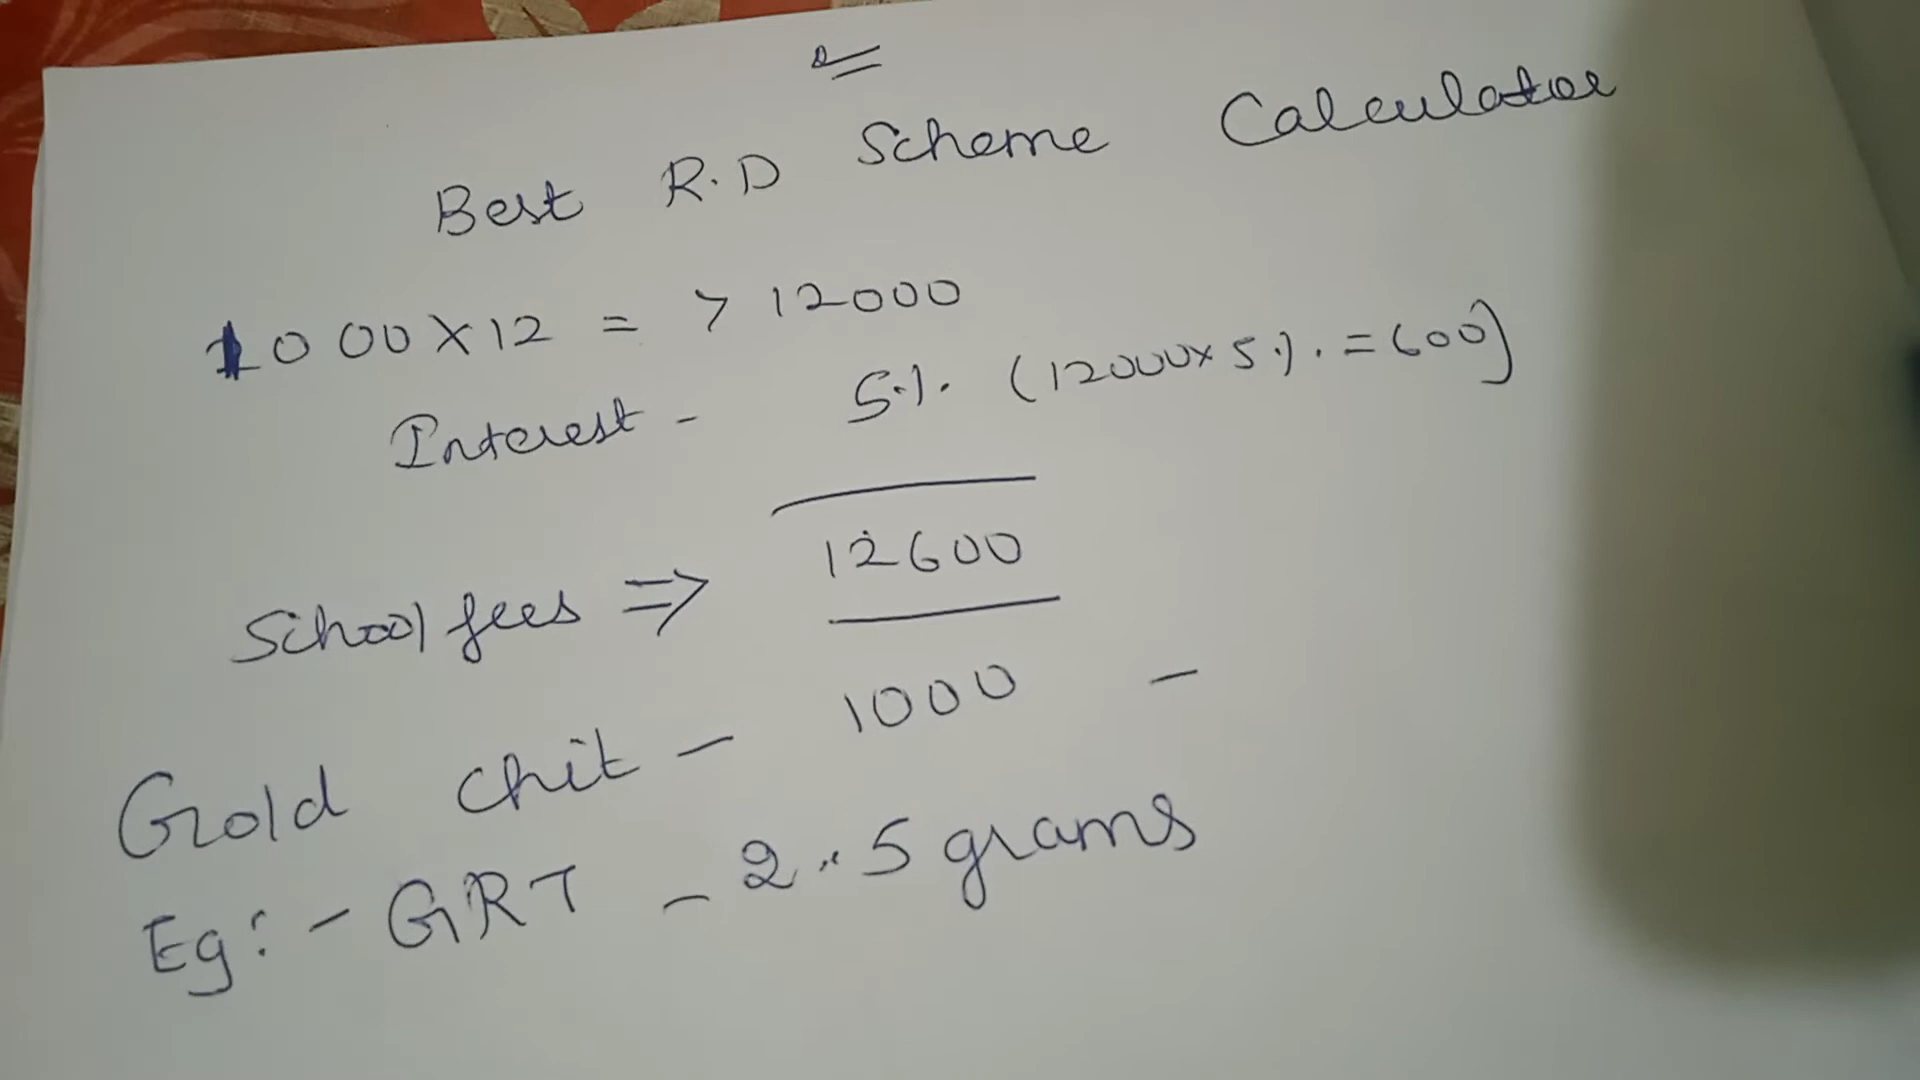 Best R.D Scheme Calculator
1000 X 12 = > 12000
Interest - 5% (12000 x 5% = 600)
12600
School fees =>
Gold chit - 1000 -
Eg: - GRT - 2.5 grams